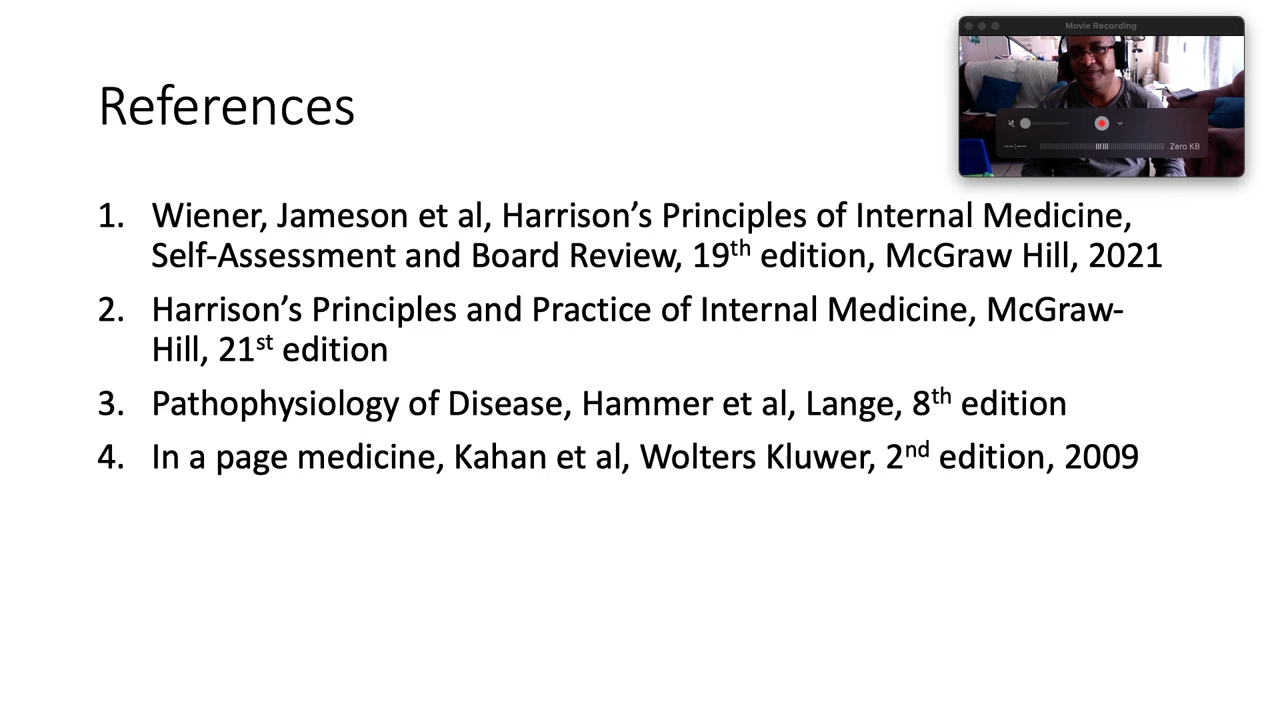 Movie Recording
References
--:--
Zero KB
1. Wiener, Jameson et al, Harrison’s Principles of Internal Medicine,
Self-Assessment and Board Review, 19th edition, McGraw Hill, 2021
2. Harrison’s Principles and Practice of Internal Medicine, McGraw-
Hill, 21st edition
3. Pathophysiology of Disease, Hammer et al, Lange, 8th edition
4. In a page medicine, Kahan et al, Wolters Kluwer, 2nd edition, 2009